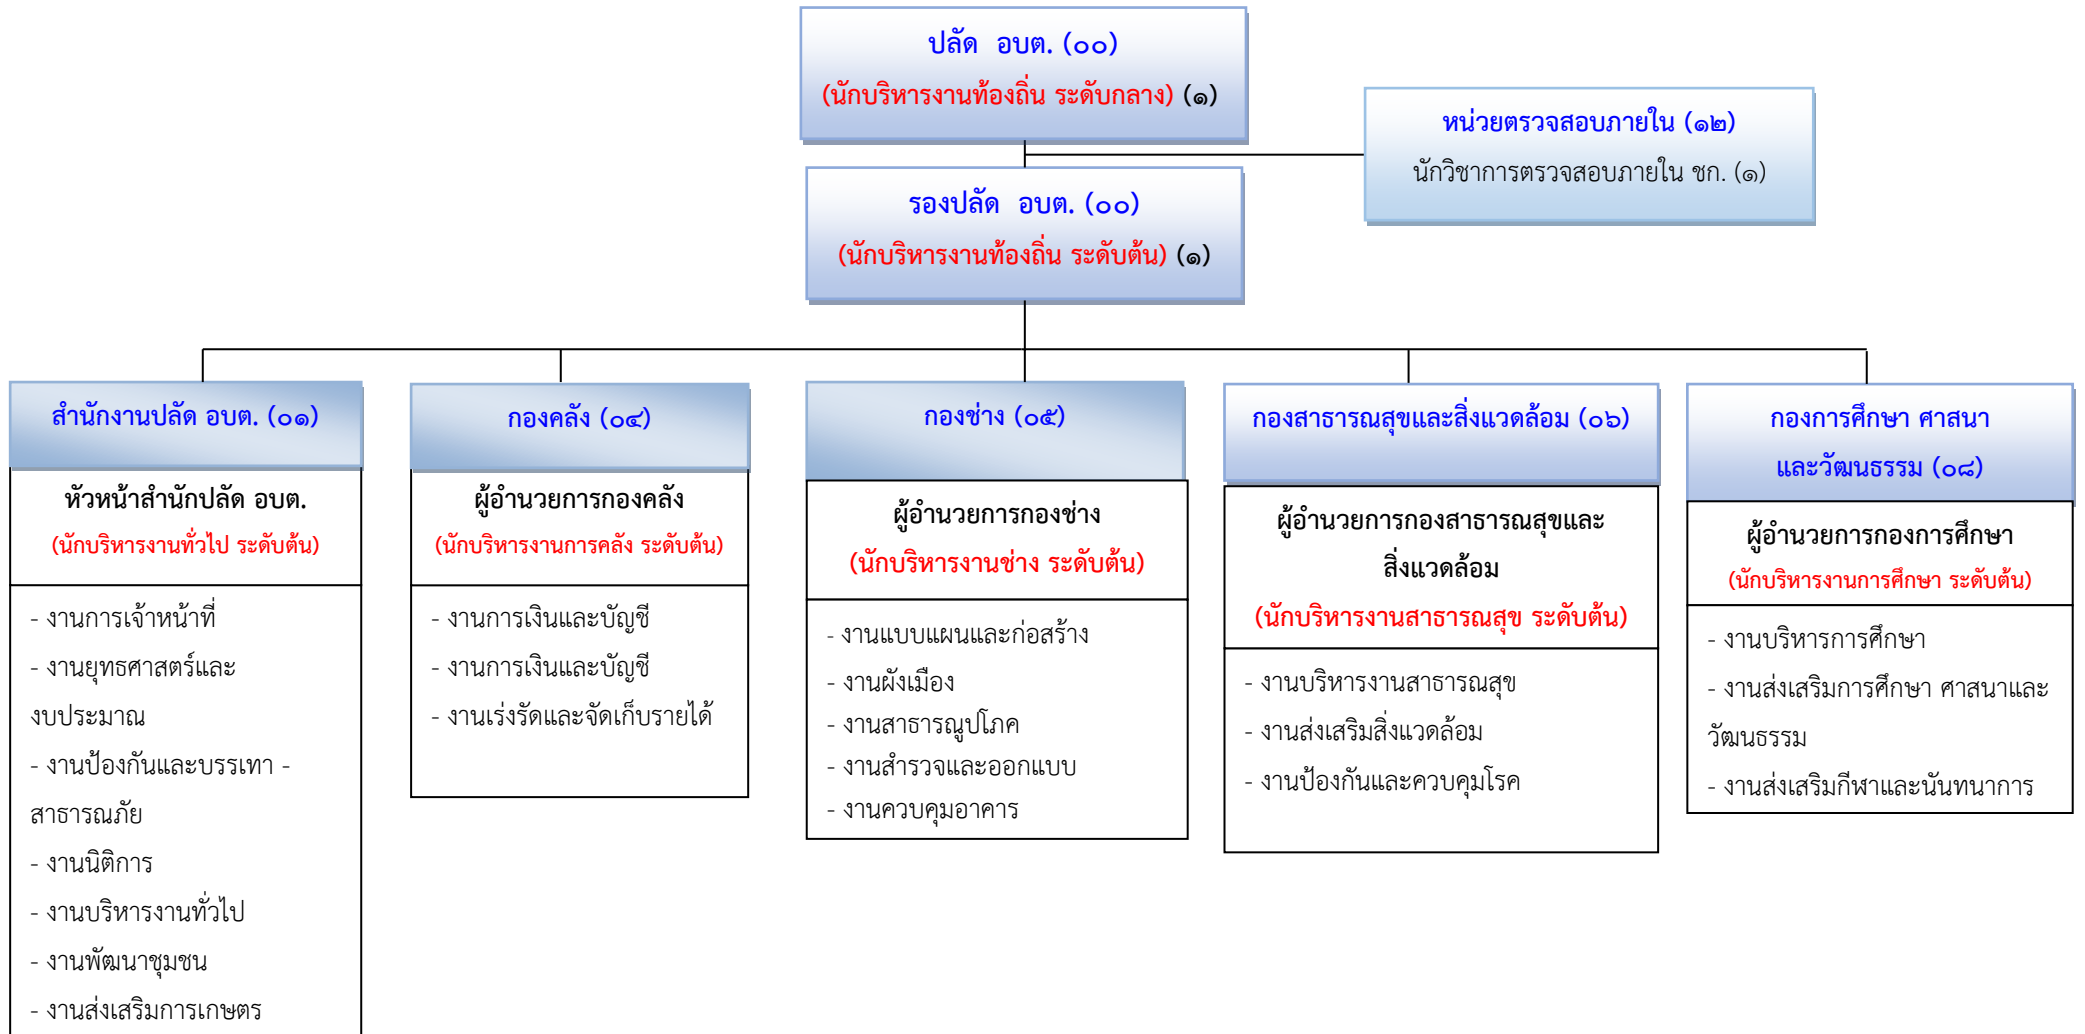 ปลัด  อบต. (๐๐)
(นักบริหารงานท้องถิ่น ระดับกลาง) (๑)
หน่วยตรวจสอบภายใน (๑๒)
นักวิชาการตรวจสอบภายใน ชก. (๑)
รองปลัด  อบต. (๐๐)
(นักบริหารงานท้องถิ่น ระดับต้น) (๑)
สำนักงานปลัด อบต. (๐๑)
หัวหน้าสำนักปลัด อบต.
(นักบริหารงานทั่วไป ระดับต้น)
- งานการเจ้าหน้าที่
- งานยุทธศาสตร์และ
งบประมาณ
- งานป้องกันและบรรเทา -
สาธารณภัย
- งานนิติการ
- งานบริหารงานทั่วไป
- งานพัฒนาชุมชน
- งานส่งเสริมการเกษตร
กองคลัง (๐๔)
ผู้อำนวยการกองคลัง
(นักบริหารงานการคลัง ระดับต้น)
- งานการเงินและบัญชี
- งานการเงินและบัญชี
- งานเร่งรัดและจัดเก็บรายได้
กองช่าง (๐๕)
ผู้อำนวยการกองช่าง
(นักบริหารงานช่าง ระดับต้น)
- งานแบบแผนและก่อสร้าง
- งานผังเมือง
- งานสาธารณูปโภค
- งานสำรวจและออกแบบ
- งานควบคุมอาคาร
กองสาธารณสุขและสิ่งแวดล้อม (๐๖)
ผู้อำนวยการกองสาธารณสุขและ
สิ่งแวดล้อม
(นักบริหารงานสาธารณสุข ระดับต้น)
- งานบริหารงานสาธารณสุข
- งานส่งเสริมสิ่งแวดล้อม
- งานป้องกันและควบคุมโรค
กองการศึกษา ศาสนา
และวัฒนธรรม (๐๘)
ผู้อำนวยการกองการศึกษา
(นักบริหารงานการศึกษา ระดับต้น)
- งานบริหารการศึกษา
- งานส่งเสริมการศึกษา ศาสนาและ
วัฒนธรรม
- งานส่งเสริมกีฬาและนันทนาการ